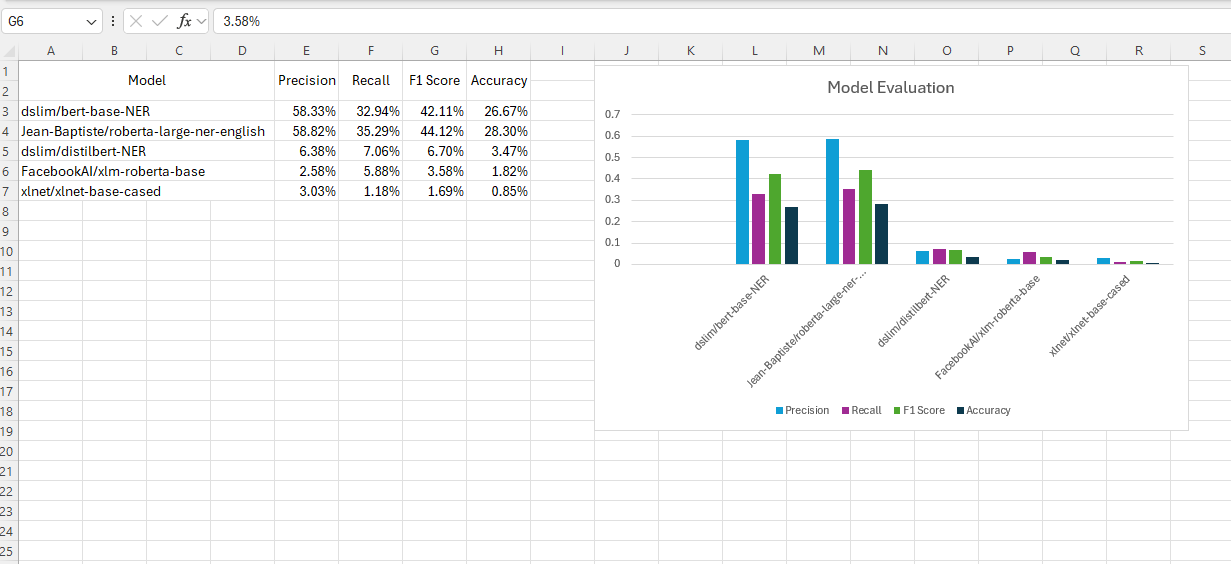 G6 fx 3.58%
A B C D E F G H I J K L M N O P Q R S
1 Model Precision Recall F1 Score Accuracy
2
3 dslim/bert-base-NER 58.33% 32.94% 42.11% 26.67%
4 Jean-Baptiste/roberta-large-ner-english 58.82% 35.29% 44.12% 28.30%
5 dslim/distilbert-NER 6.38% 7.06% 6.70% 3.47%
6 FacebookAI/xlm-roberta-base 2.58% 5.88% 3.58% 1.82%
7 xlnet/xlnet-base-cased 3.03% 1.18% 1.69% 0.85%
8
9
10
11
12
13
14
15
16
17
18
19
20
21
22
23
24
25
Model Evaluation
0.7
0.6
0.5
0.4
0.3
0.2
0.1
0
dslim/bert-base-NER
Jean-Baptiste/roberta-large-ner-...
dslim/distilbert-NER
FacebookAI/xlm-roberta-base
xlnet/xlnet-base-cased
Precision Recall F1 Score Accuracy